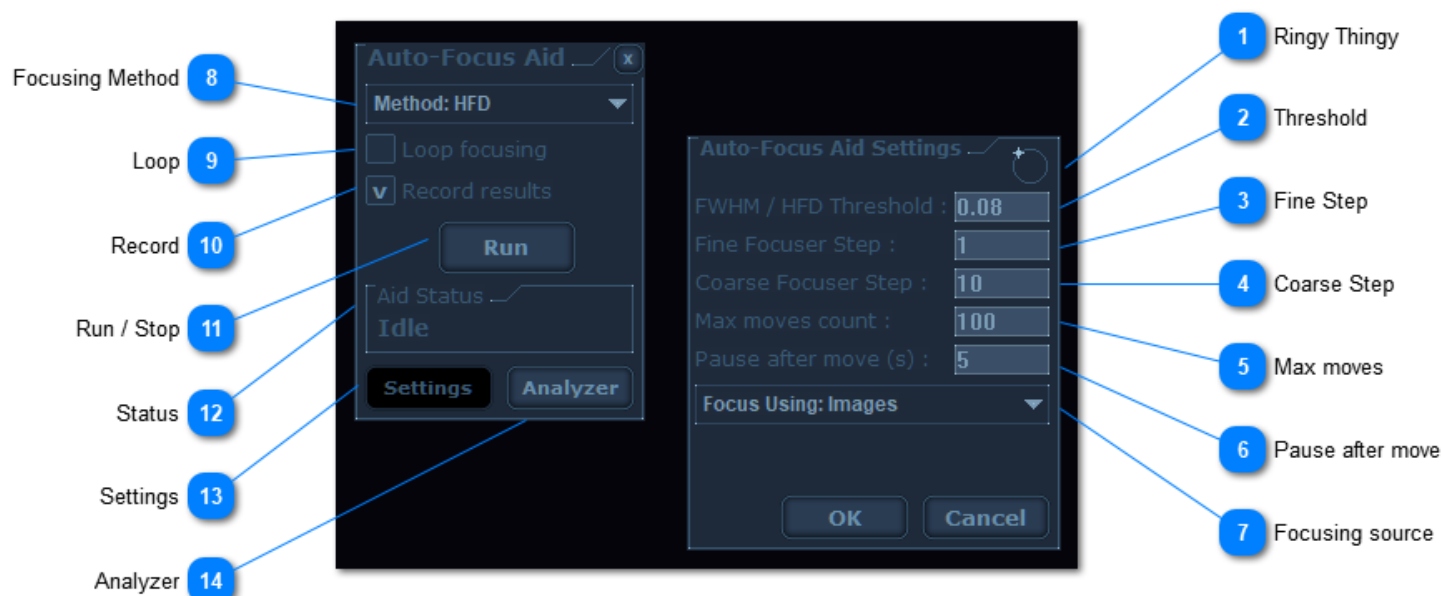 Focusing Method 8
Loop 9
Record 10
Run / Stop 11
Status 12
Settings 13
Analyzer 14
Auto-Focus Aid
x
Method: HFD
Loop focusing
v Record results
Run
Aid Status
Idle
Settings Analyzer
Auto-Focus Aid Settings
FWHM / HFD Threshold : 0.08
Fine Focuser Step : 1
Coarse Focuser Step : 10
Max moves count : 100
Pause after move (s) : 5
Focus Using: Images
OK Cancel
1 Ringy Thingy
2 Threshold
3 Fine Step
4 Coarse Step
5 Max moves
6 Pause after move
7 Focusing source